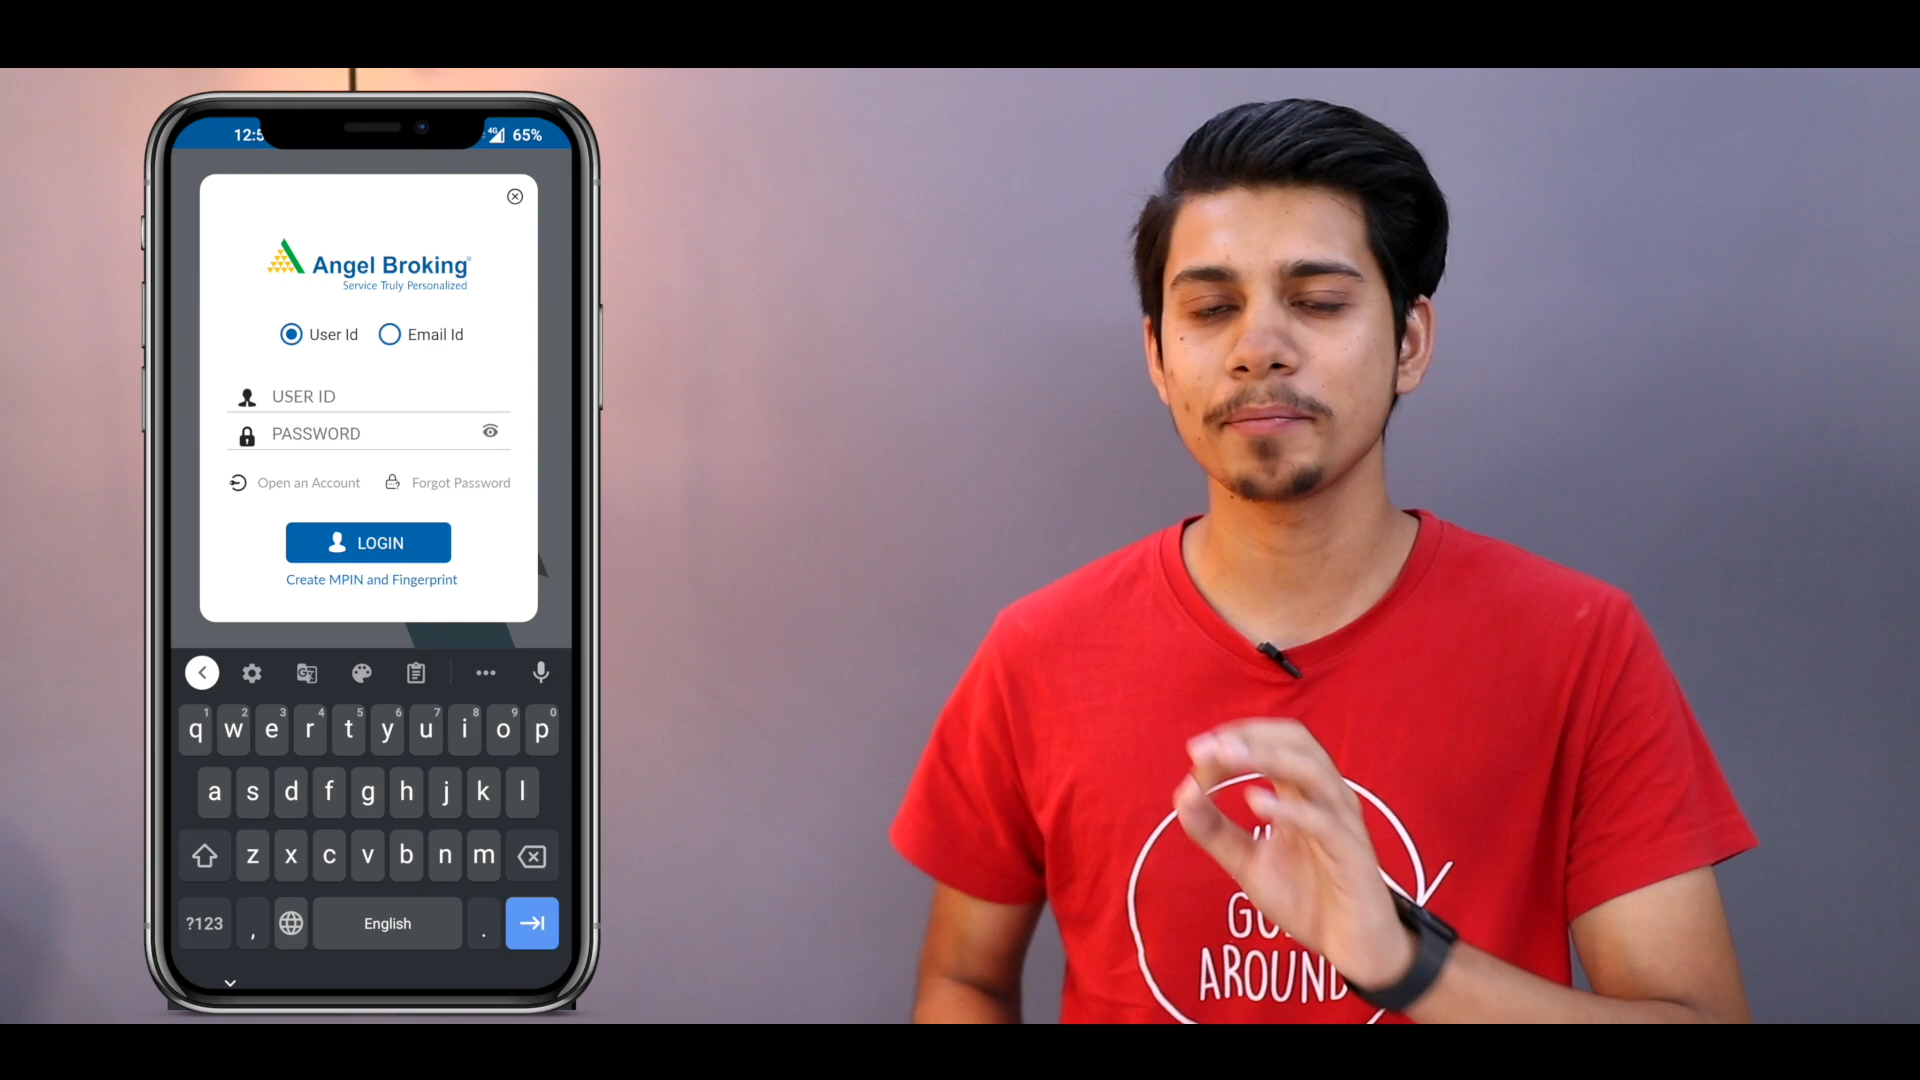 12:5
4G 65%
Angel Broking®
Service Truly Personalized
User Id Email Id
USER ID
PASSWORD
Open an Account Forgot Password
LOGIN
Create MPIN and Fingerprint
1 2 3 4 5 6 7 8 9 0
q w e r t y u i o p
a s d f g h j k l
z x c v b n m
?123 , English .
AROUND